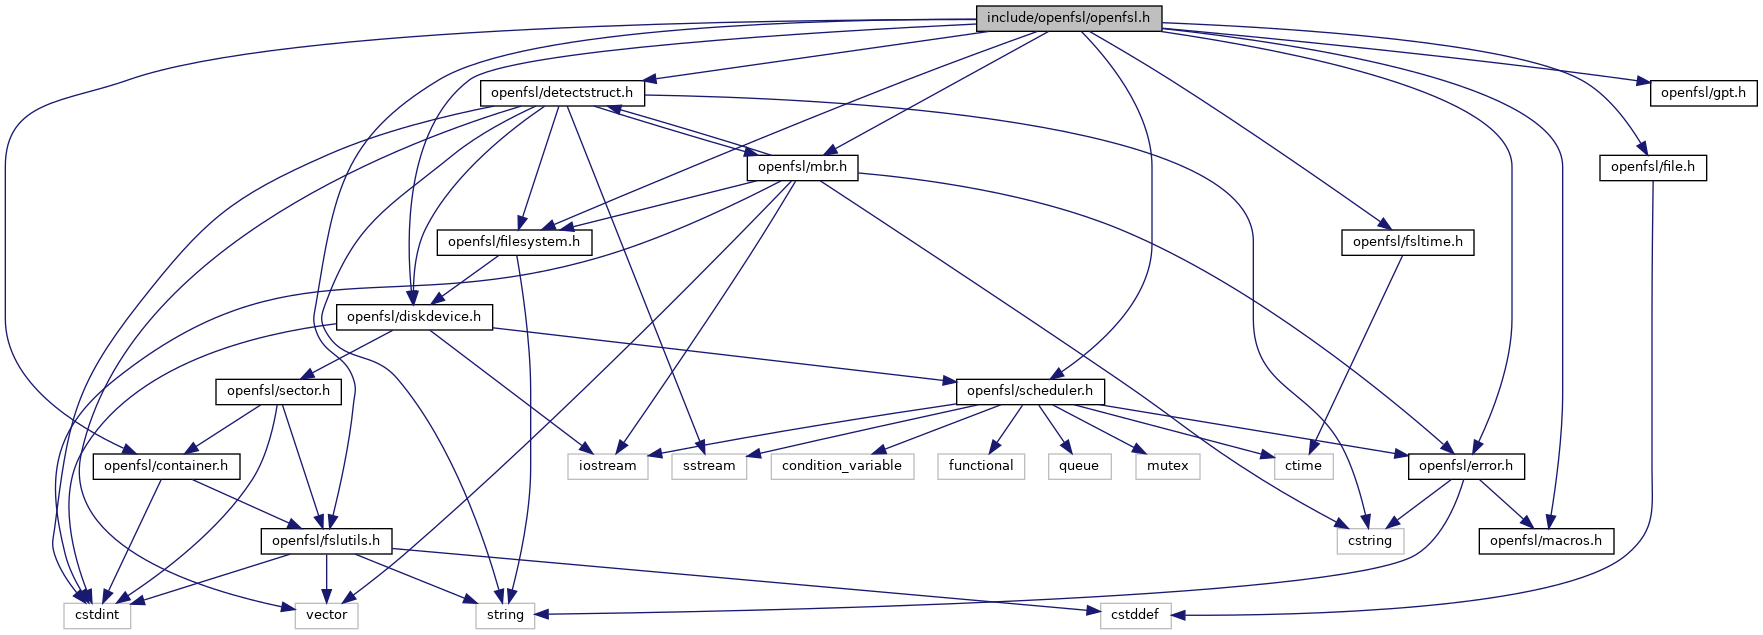 include/openfsl/openfsl.h
openfsl/detectstruct.h
openfsl/gpt.h
openfsl/mbr.h
openfsl/file.h
openfsl/filesystem.h
openfsl/fsltime.h
openfsl/diskdevice.h
openfsl/sector.h
openfsl/scheduler.h
openfsl/container.h
iostream
sstream
condition_variable
functional
queue
mutex
ctime
openfsl/error.h
openfsl/fslutils.h
cstring
openfsl/macros.h
cstdint
vector
string
cstddef